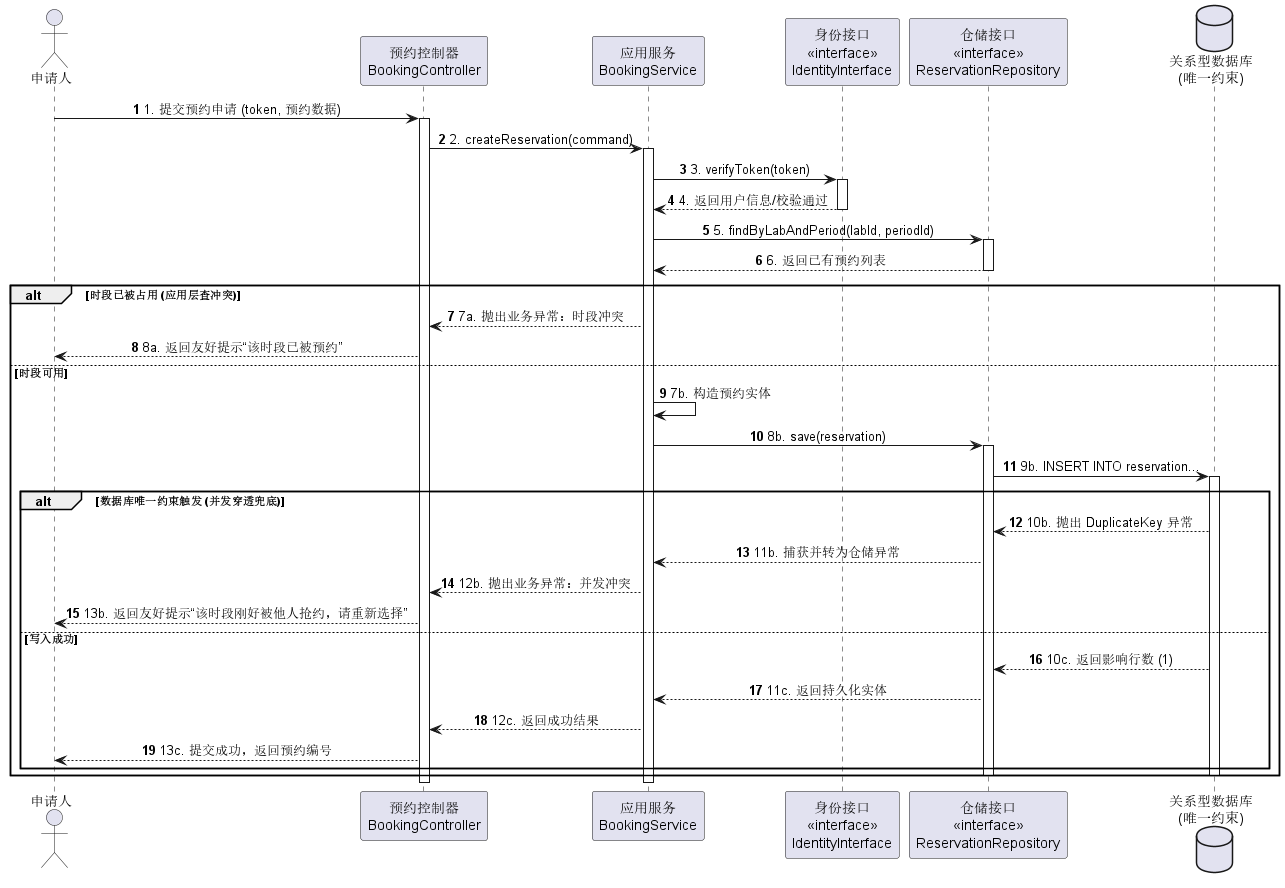 申请人
预约控制器
BookingController
应用服务
BookingService
身份接口
«interface»
IdentityInterface
仓储接口
«interface»
ReservationRepository
关系型数据库
(唯一约束)
1 1. 提交预约申请 (token, 预约数据)
2 2. createReservation(command)
3 3. verifyToken(token)
4 4. 返回用户信息/校验通过
5 5. findByLabAndPeriod(labId, periodId)
6 6. 返回已有预约列表
alt [时段已被占用 (应用层查冲突)]
7 7a. 抛出业务异常：时段冲突
8 8a. 返回友好提示“该时段已被预约”
[时段可用]
9 7b. 构造预约实体
10 8b. save(reservation)
11 9b. INSERT INTO reservation...
alt [数据库唯一约束触发 (并发穿透兜底)]
12 10b. 抛出 DuplicateKey 异常
13 11b. 捕获并转为仓储异常
14 12b. 抛出业务异常：并发冲突
15 13b. 返回友好提示“该时段刚好被他人抢约，请重新选择”
[写入成功]
16 10c. 返回影响行数 (1)
17 11c. 返回持久化实体
18 12c. 返回成功结果
19 13c. 提交成功，返回预约编号
申请人
预约控制器
BookingController
应用服务
BookingService
身份接口
«interface»
IdentityInterface
仓储接口
«interface»
ReservationRepository
关系型数据库
(唯一约束)